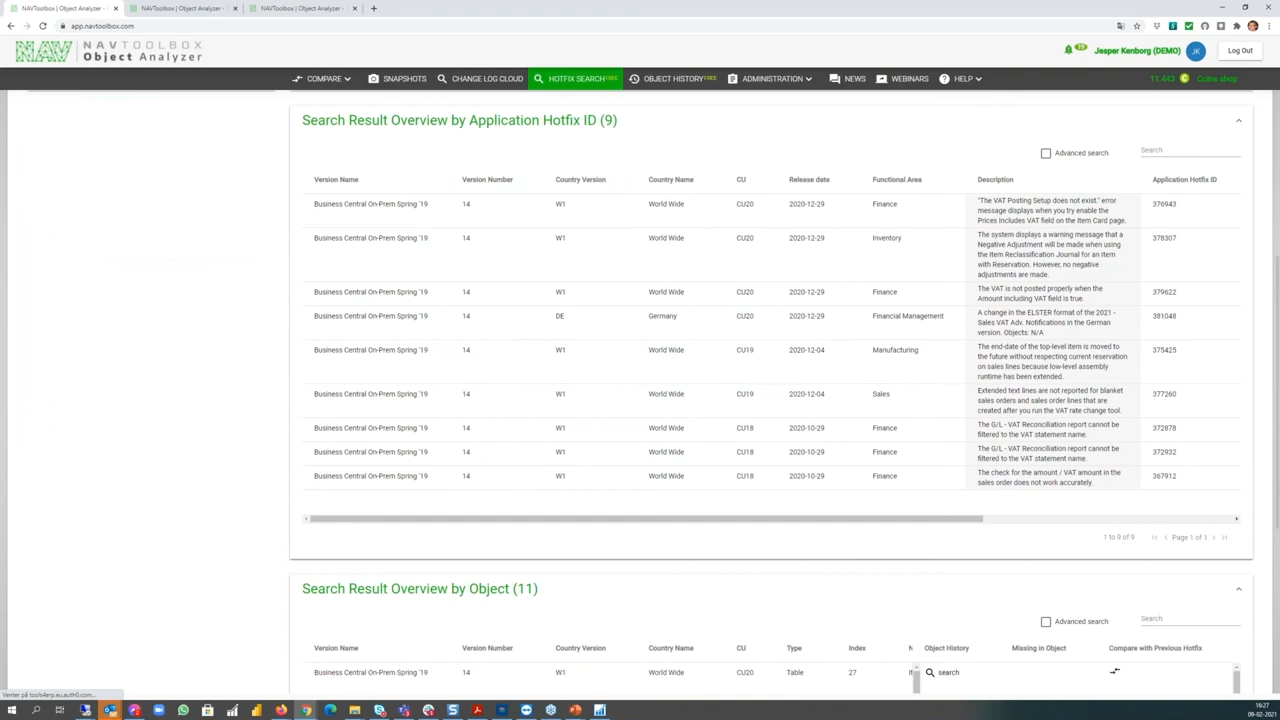 NAVToolbox | Object Analyzer -
NAVToolbox | Object Analyzer - S
NAVToolbox | Object Analyzer - S
app.navtoolbox.com
NAV NAVTOOLBOX
Object Analyzer
15
Jesper Kenborg (DEMO)
JK
Log Out
COMPARE SNAPSHOTS CHANGE LOG CLOUD HOTFIX SEARCH FREE OBJECT HISTORY FREE ADMINISTRATION NEWS WEBINARS HELP 11.443 C Coins shop
Search Result Overview by Application Hotfix ID (9)
Advanced search Search
Version Name Version Number Country Version Country Name CU Release date Functional Area Description Application Hotfix ID
Business Central On-Prem Spring '19 14 W1 World Wide CU20 2020-12-29 Finance "The VAT Posting Setup does not exist." error 376943
message displays when you try enable the
Prices Includes VAT field on the Item Card page.
Business Central On-Prem Spring '19 14 W1 World Wide CU20 2020-12-29 Inventory The system displays a warning message that a 378307
Negative Adjustment will be made when using
the Item Reclassification Journal for an Item
with Reservation. However, no negative
adjustments are made.
Business Central On-Prem Spring '19 14 W1 World Wide CU20 2020-12-29 Finance The VAT is not posted properly when the 379622
Amount including VAT field is true.
Business Central On-Prem Spring '19 14 DE Germany CU20 2020-12-29 Financial Management A change in the ELSTER format of the 2021 - 381048
Sales VAT Adv. Notifications in the German
version. Objects: N/A
Business Central On-Prem Spring '19 14 W1 World Wide CU19 2020-12-04 Manufacturing The end-date of the top-level item is moved to 375425
the future without respecting current reservation
on sales lines because low-level assembly
runtime has been extended.
Business Central On-Prem Spring '19 14 W1 World Wide CU19 2020-12-04 Sales Extended text lines are not reported for blanket 377260
sales orders and sales order lines that are
created after you run the VAT rate change tool.
Business Central On-Prem Spring '19 14 W1 World Wide CU18 2020-10-29 Finance The G/L - VAT Reconciliation report cannot be 372878
filtered to the VAT statement name.
Business Central On-Prem Spring '19 14 W1 World Wide CU18 2020-10-29 Finance The G/L - VAT Reconciliation report cannot be 372932
filtered to the VAT statement name.
Business Central On-Prem Spring '19 14 W1 World Wide CU18 2020-10-29 Finance The check for the amount / VAT amount in the 367912
sales order does not work accurately.
1 to 9 of 9 Page 1 of 1
Search Result Overview by Object (11)
Advanced search Search
Version Name Version Number Country Version Country Name CU Type Index Object History Missing in Object Compare with Previous Hotfix
Business Central On-Prem Spring '19 14 W1 World Wide CU20 Table 27 search
Venter på tools4erp.eu.auth0.com...
16:27
09-02-2021